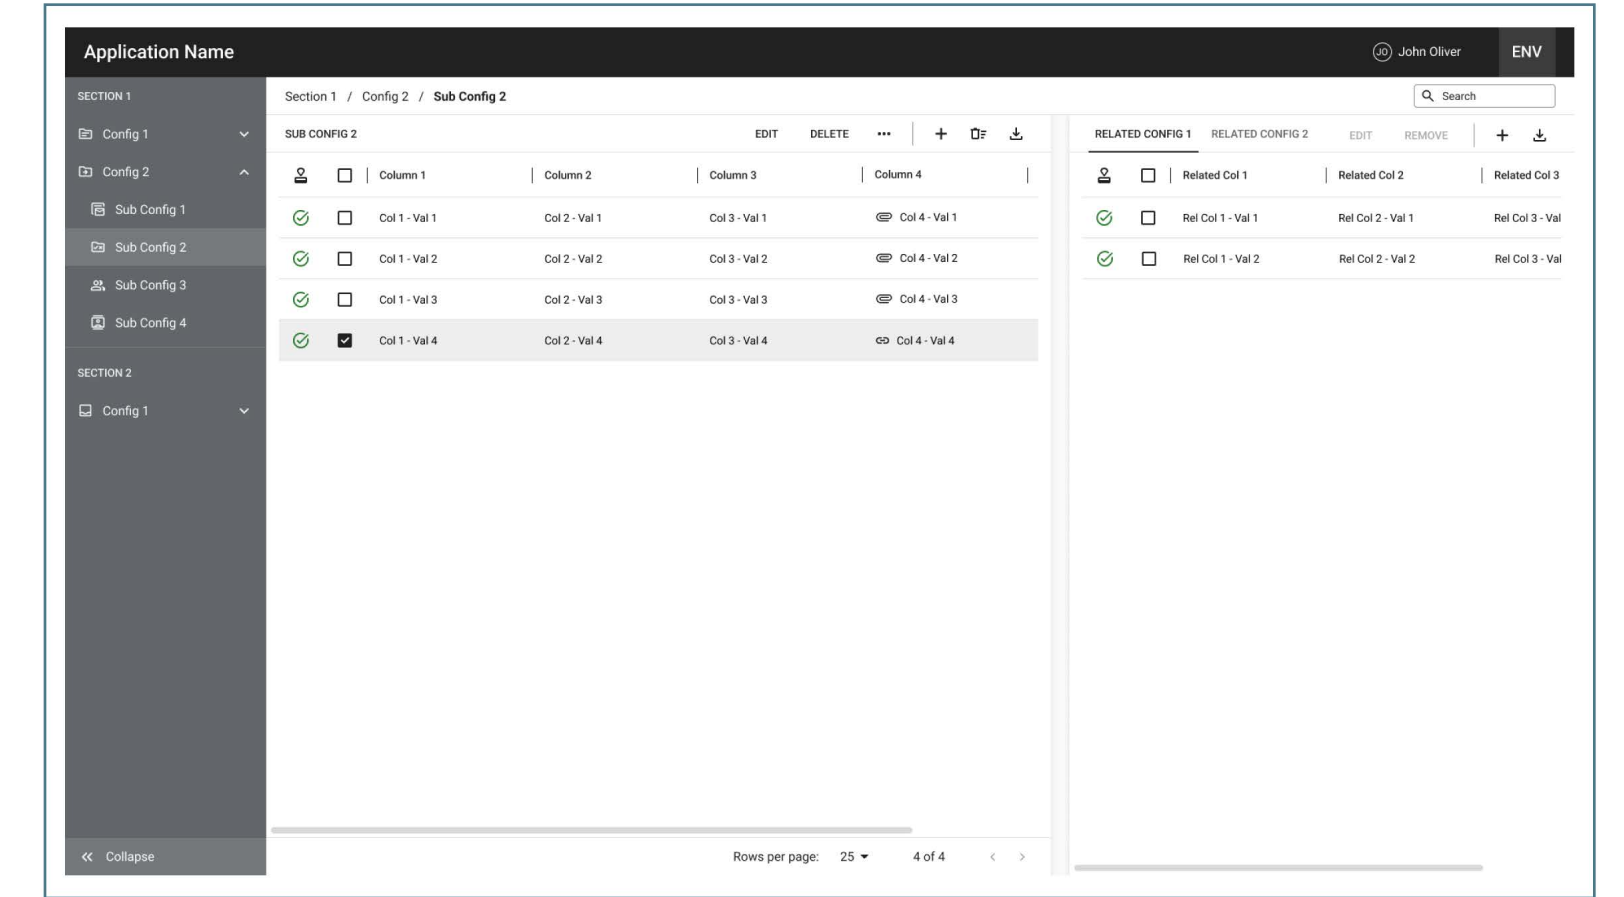 Application Name
JO John Oliver
ENV
SECTION 1
Config 1
Config 2
Sub Config 1
Sub Config 2
Sub Config 3
Sub Config 4
SECTION 2
Config 1
Collapse
Section 1 / Config 2 / Sub Config 2
Search
SUB CONFIG 2 EDIT DELETE
Column 1 Column 2 Column 3 Column 4
Col 1 - Val 1 Col 2 - Val 1 Col 3 - Val 1 Col 4 - Val 1
Col 1 - Val 2 Col 2 - Val 2 Col 3 - Val 2 Col 4 - Val 2
Col 1 - Val 3 Col 2 - Val 3 Col 3 - Val 3 Col 4 - Val 3
Col 1 - Val 4 Col 2 - Val 4 Col 3 - Val 4 Col 4 - Val 4
Rows per page: 25 4 of 4
RELATED CONFIG 1 RELATED CONFIG 2 EDIT REMOVE
Related Col 1 Related Col 2 Related Col 3
Rel Col 1 - Val 1 Rel Col 2 - Val 1 Rel Col 3 - Val
Rel Col 1 - Val 2 Rel Col 2 - Val 2 Rel Col 3 - Val